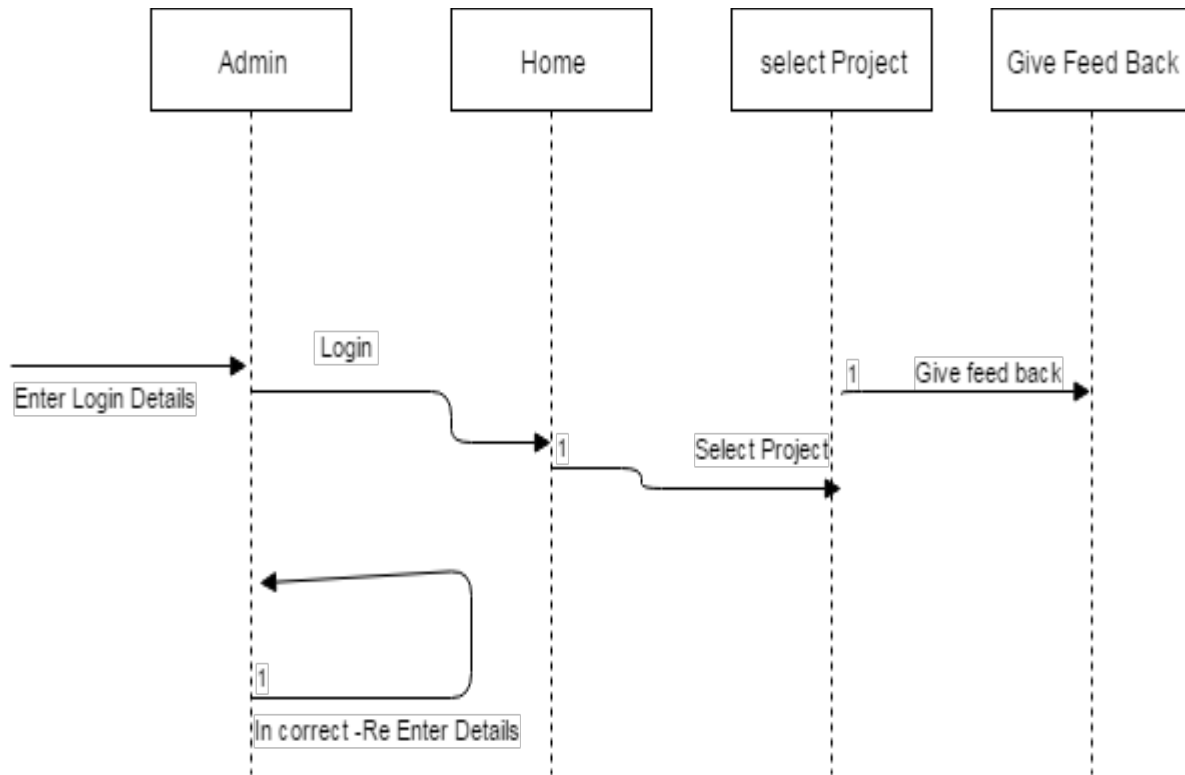 Admin
Home
select Project
Give Feed Back
Login
Enter Login Details
1
Give feed back
1
Select Project
1
In correct -Re Enter Details